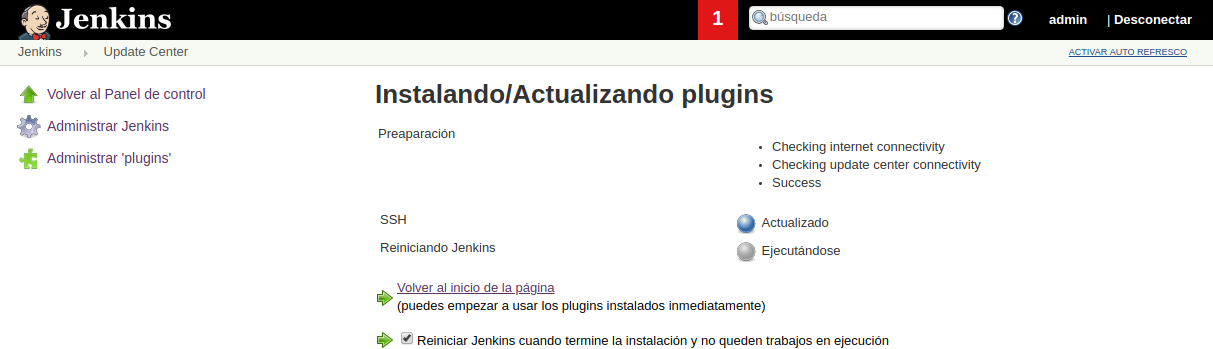 Jenkins
1
búsqueda
admin
| Desconectar
Jenkins
Update Center
ACTIVAR AUTO REFRESCO
Volver al Panel de control
Administrar Jenkins
Administrar 'plugins'
Instalando/Actualizando plugins
Preaparación
• Checking internet connectivity
• Checking update center connectivity
• Success
SSH
Actualizado
Reiniciando Jenkins
Ejecutándose
Volver al inicio de la página
(puedes empezar a usar los plugins instalados inmediatamente)
Reiniciar Jenkins cuando termine la instalación y no queden trabajos en ejecución